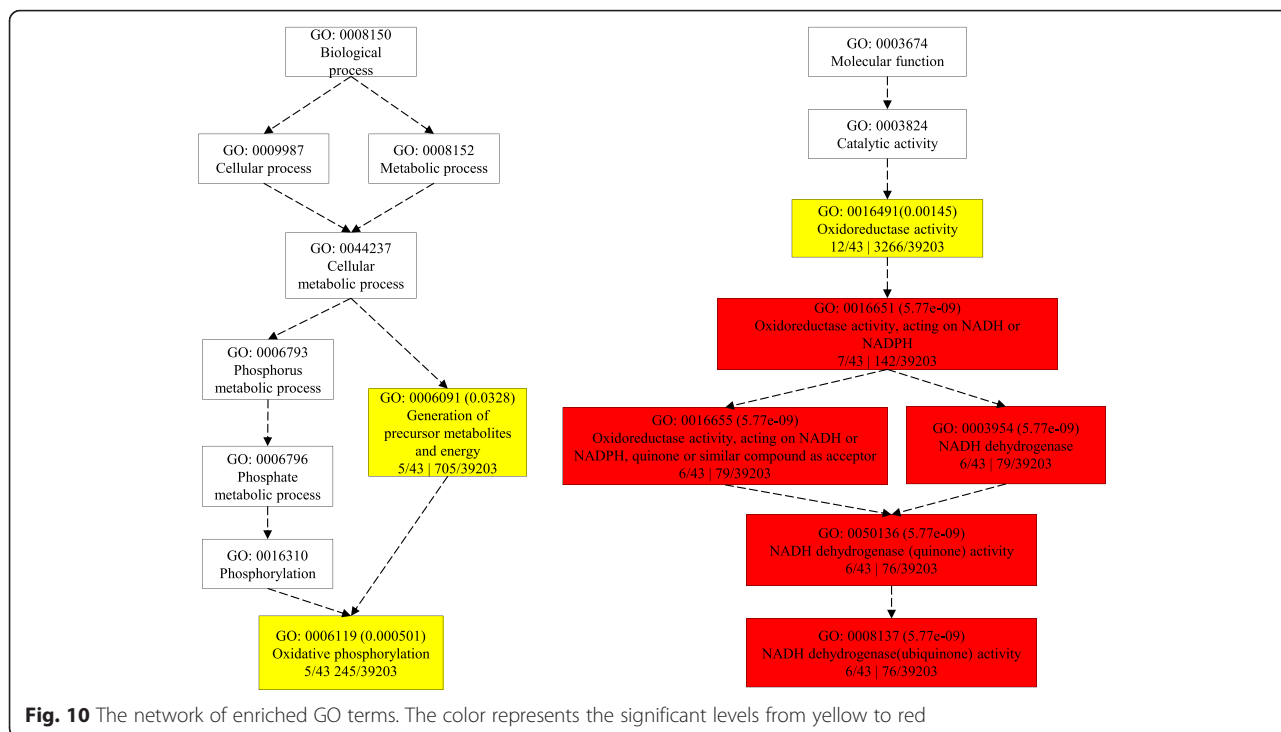 GO: 0008150
Biological
process
GO: 0009987
Cellular process
GO: 0008152
Metabolic process
GO: 0044237
Cellular
metabolic process
GO: 0006793
Phosphorus
metabolic process
GO: 0006091 (0.0328)
Generation of
precursor metabolites
and energy
5/43 | 705/39203
GO: 0006796
Phosphate
metabolic process
GO: 0016310
Phosphorylation
GO: 0006119 (0.000501)
Oxidative phosphorylation
5/43 245/39203
GO: 0003674
Molecular function
GO: 0003824
Catalytic activity
GO: 0016491(0.00145)
Oxidoreductase activity
12/43 | 3266/39203
GO: 0016651 (5.77e-09)
Oxidoreductase activity, acting on NADH or
NADPH
7/43 | 142/39203
GO: 0016655 (5.77e-09)
Oxidoreductase activity, acting on NADH or
NADPH, quinone or similar compound as acceptor
6/43 | 79/39203
GO: 0003954 (5.77e-09)
NADH dehydrogenase
6/43 | 79/39203
GO: 0050136 (5.77e-09)
NADH dehydrogenase (quinone) activity
6/43 | 76/39203
GO: 0008137 (5.77e-09)
NADH dehydrogenase(ubiquinone) activity
6/43 | 76/39203
Fig. 10 The network of enriched GO terms. The color represents the significant levels from yellow to red